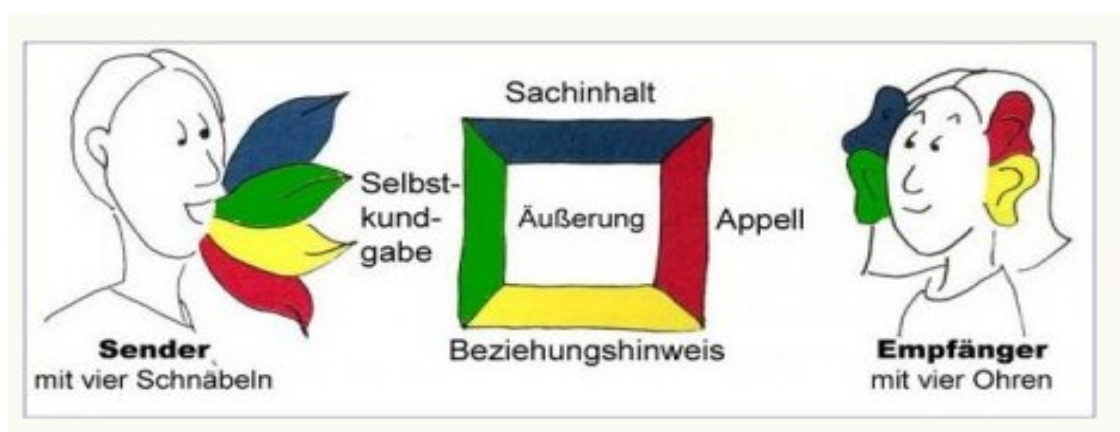 Sachinhalt
Selbst-
kund-
gabe
Äußerung
Appell
Beziehungshinweis
Sender
mit vier Schnäbeln
Empfänger
mit vier Ohren